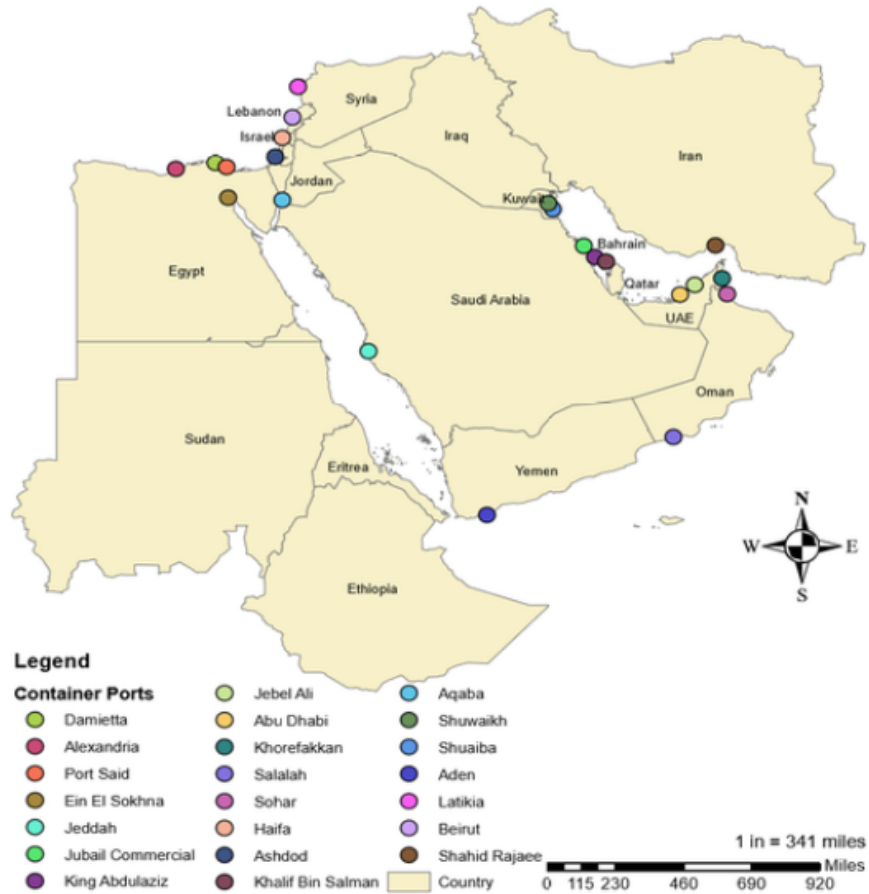 Syria
Lebanon
Israel
Iraq
Iran
Jordan
Kuwait
Bahrain
Egypt
Qatar
Saudi Arabia
UAE
Oman
Sudan
Eritrea
Yemen
N
W E
S
Ethiopia
Legend
Container Ports
Damietta
Alexandria
Port Said
Ein El Sokhna
Jeddah
Jubail Commercial
King Abdulaziz
Jebel Ali
Abu Dhabi
Khorefakkan
Salalah
Sohar
Haifa
Ashdod
Khalif Bin Salman
Aqaba
Shuwaikh
Shuaiba
Aden
Latikia
Beirut
Shahid Rajaee
Country
1 in = 341 miles
Miles
0 115 230 460 690 920